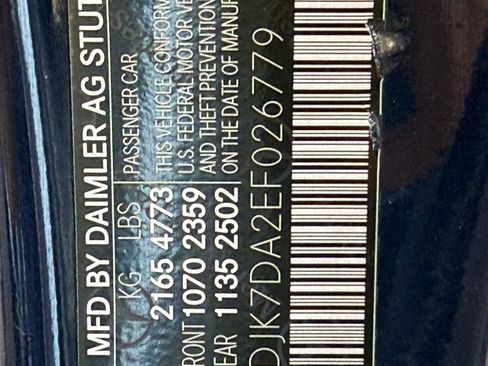 MFD BY DAIMLER AG STUT
KG LBS
2165 4773
RONT 1070 2359
EAR 1135 2502
PASSENGER CAR
THIS VEHICLE CONFORM
U.S. FEDERAL MOTOR VE
AND THEFT PREVENTION
ON THE DATE OF MANUF
DJK7DA2EF026779